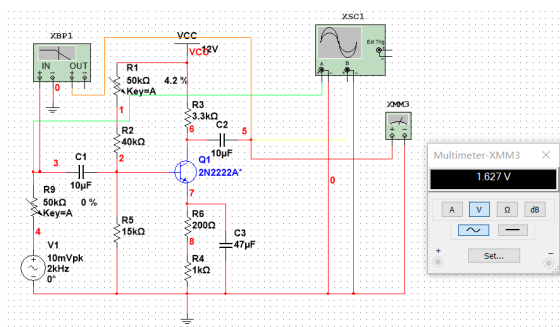 XBP1
IN OUT
0
VCC
VCC
12V
XSC1
Ext Trig
A B
R1
50kΩ 4.2 %
Key=A
1
R2
40kΩ
2
R3
3.3kΩ
6
C2
10µF
5
XMM3
3
C1
10µF
Q1
2N2222A*
7
R9
50kΩ 0 %
Key=A
4
V1
10mVpk
2kHz
0°
R5
15kΩ
R6
200Ω
8
R4
1kΩ
C3
47µF
0
Multimeter-XMM3
1.627 V
A V Ω dB
+ Set... −